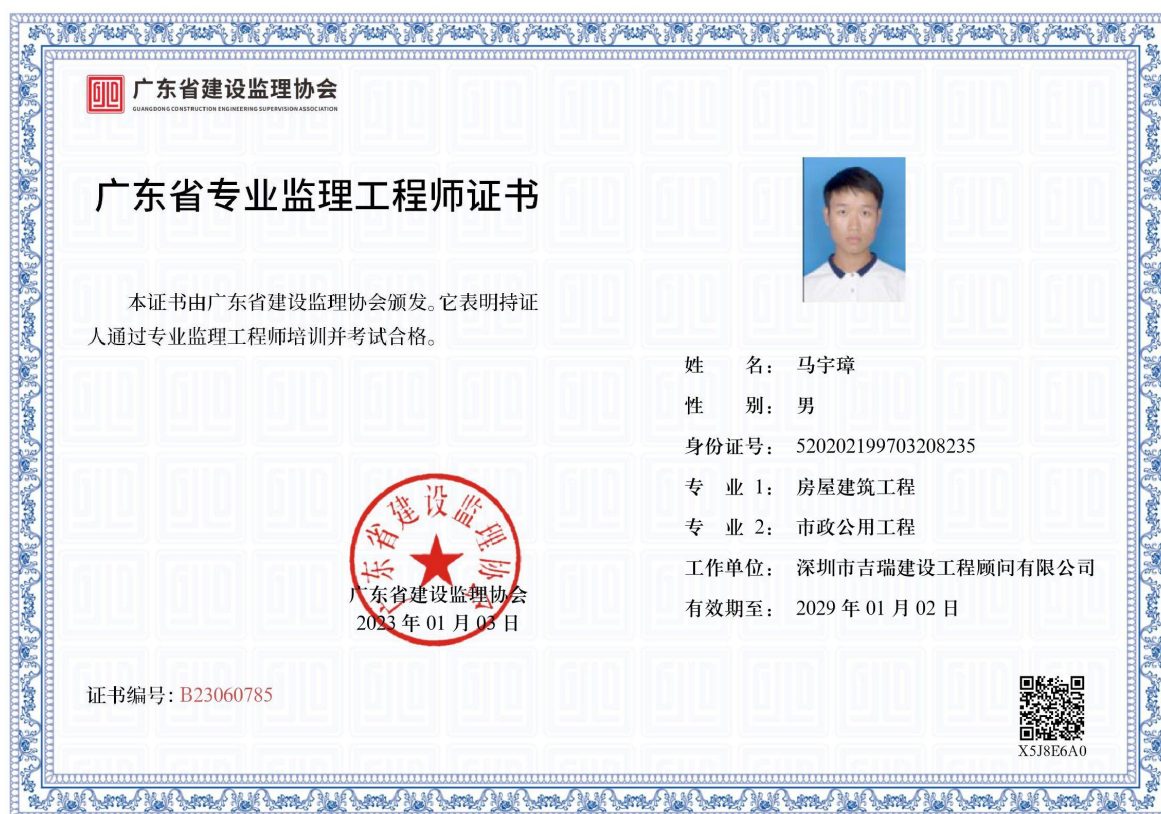 广东省建设监理协会
GUANGDONG CONSTRUCTION ENGINEERING SUPERVISION ASSOCIATION
广东省专业监理工程师证书
本证书由广东省建设监理协会颁发。它表明持证
人通过专业监理工程师培训并考试合格。
姓 名： 马宇璋
性 别： 男
身份证号： 520202199703208235
专 业 1： 房屋建筑工程
专 业 2： 市政公用工程
工作单位： 深圳市吉瑞建设工程顾问有限公司
有效期至： 2029 年 01 月 02 日
广东省建设监理协会
广东省建设监理协会
2023 年 01 月 03 日
证书编号：B23060785
X5J8E6A0